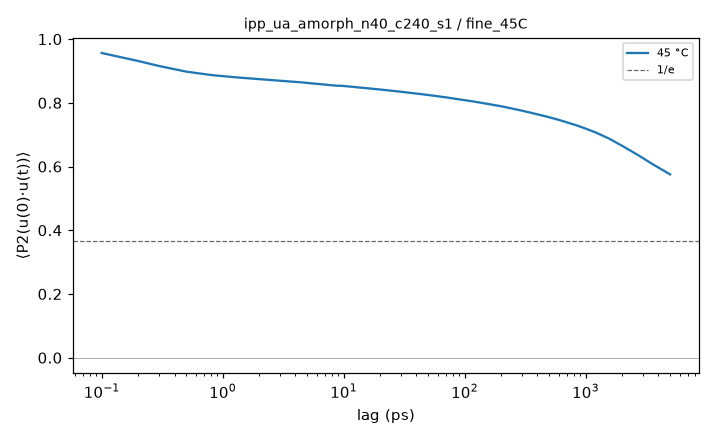 ipp_ua_amorph_n40_c240_s1 / fine_45C
45 °C
1/e
⟨P2(u(0)·u(t))⟩
1.0
0.8
0.6
0.4
0.2
0.0
10⁻¹ 10⁰ 10¹ 10² 10³
lag (ps)